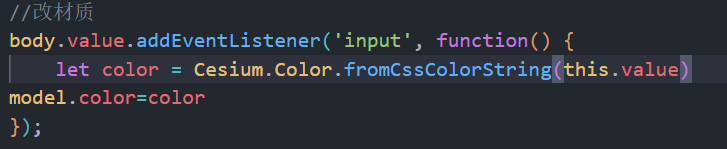 //改材质
body.value.addEventListener('input', function() {
    let color = Cesium.Color.fromCssColorString(this.value)
model.color=color
});